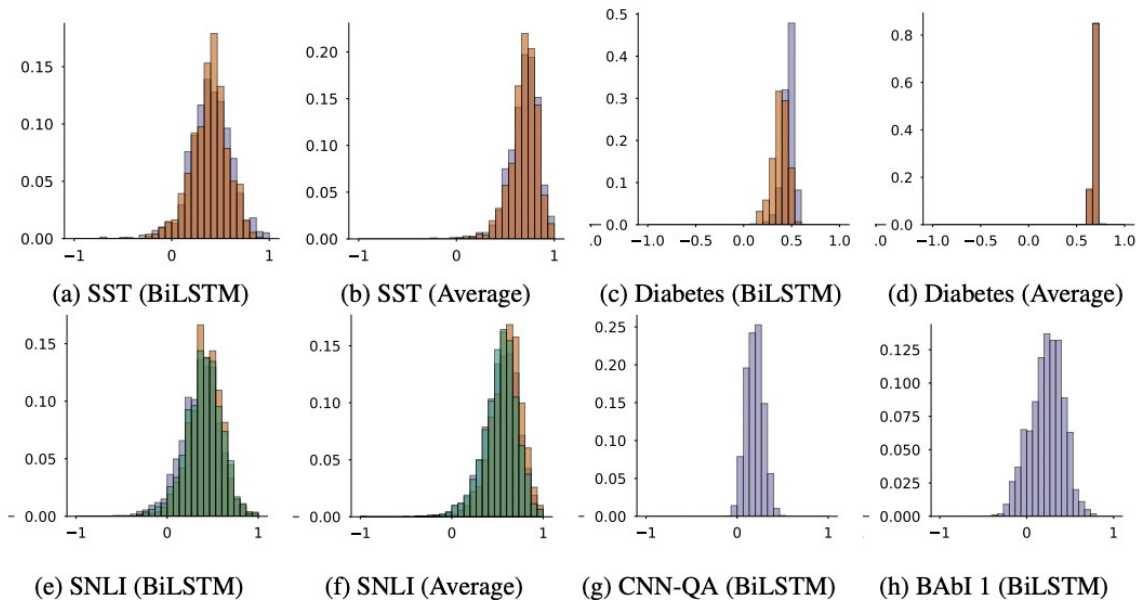 0.15
0.10
0.05
0.00
−1 0 1
(a) SST (BiLSTM)
0.20
0.15
0.10
0.05
0.00
−1 0 1
(b) SST (Average)
0.5
0.4
0.3
0.2
0.1
0.0
.0 −1.0 −0.5 0.0 0.5 1.0
(c) Diabetes (BiLSTM)
0.8
0.6
0.4
0.2
0.0
.0 −1.0 −0.5 0.0 0.5 1.0
(d) Diabetes (Average)
0.15
0.10
0.05
0.00
−1 0 1
(e) SNLI (BiLSTM)
0.15
0.10
0.05
0.00
−1 0 1
(f) SNLI (Average)
0.25
0.20
0.15
0.10
0.05
0.00
−1 0 1
(g) CNN-QA (BiLSTM)
0.125
0.100
0.075
0.050
0.025
0.000
−1 0 1
(h) BAbI 1 (BiLSTM)